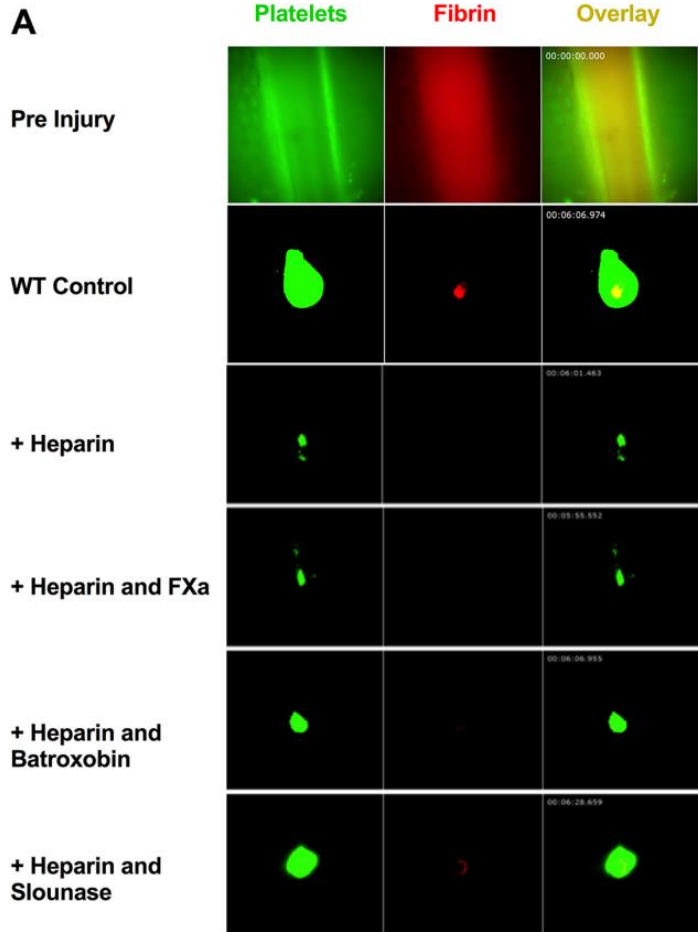 A
Platelets Fibrin Overlay
Pre Injury
00:00:00.000
WT Control
00:06:06.974
+ Heparin
00:06:01.463
+ Heparin and FXa
00:05:55.552
+ Heparin and
Batroxobin
00:06:06.955
+ Heparin and
Slounase
00:06:28.659